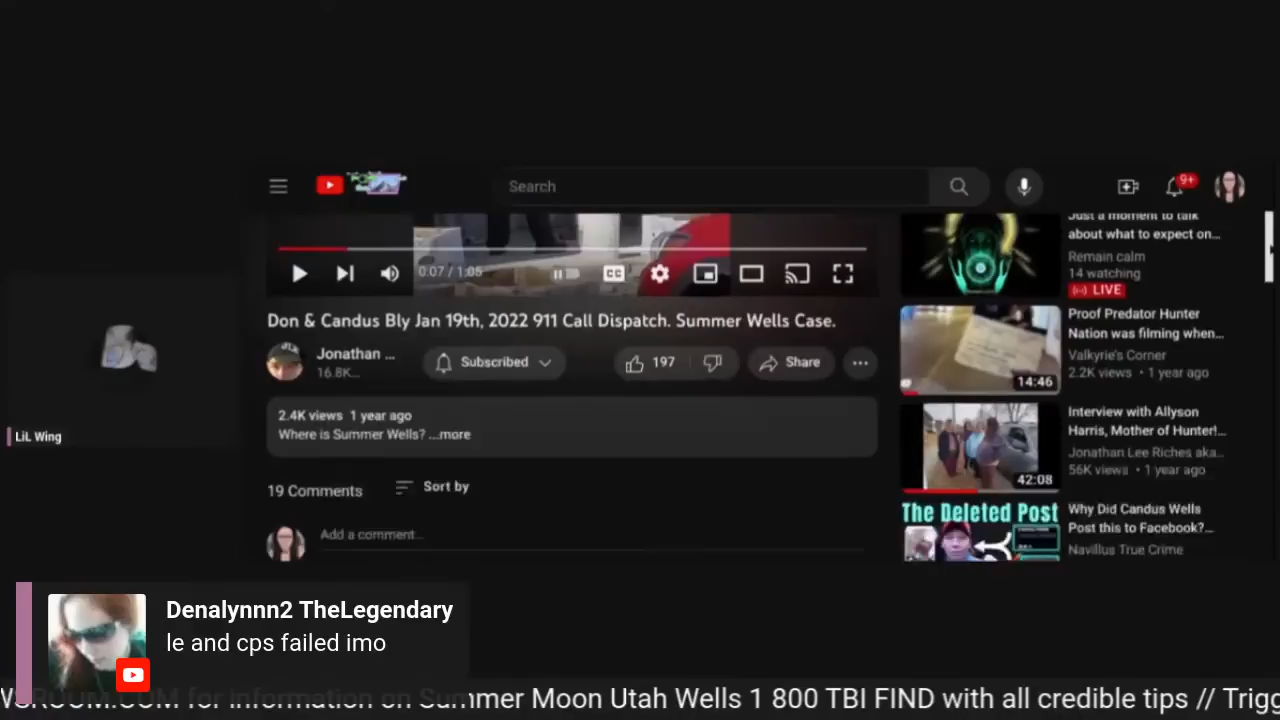 Search
9+
0:07 / 1:05
CC
Don & Candus Bly Jan 19th, 2022 911 Call Dispatch. Summer Wells Case.
Jonathan ...
16.8K...
Subscribed
197
Share
2.4K views 1 year ago
Where is Summer Wells? ...more
19 Comments
Sort by
Add a comment...
Just a moment to talk
about what to expect on...
Remain calm
14 watching
LIVE
Proof Predator Hunter
Nation was filming when...
Valkyrie's Corner
2.2K views • 1 year ago
14:46
Interview with Allyson
Harris, Mother of Hunter!...
Jonathan Lee Riches aka...
56K views • 1 year ago
42:08
The Deleted Post
Why Did Candus Wells
Post this to Facebook?...
Navillus True Crime
LiL Wing
Denalynnn2 TheLegendary
le and cps failed imo
for information on Summer Moon Utah Wells 1 800 TBI FIND with all credible tips //